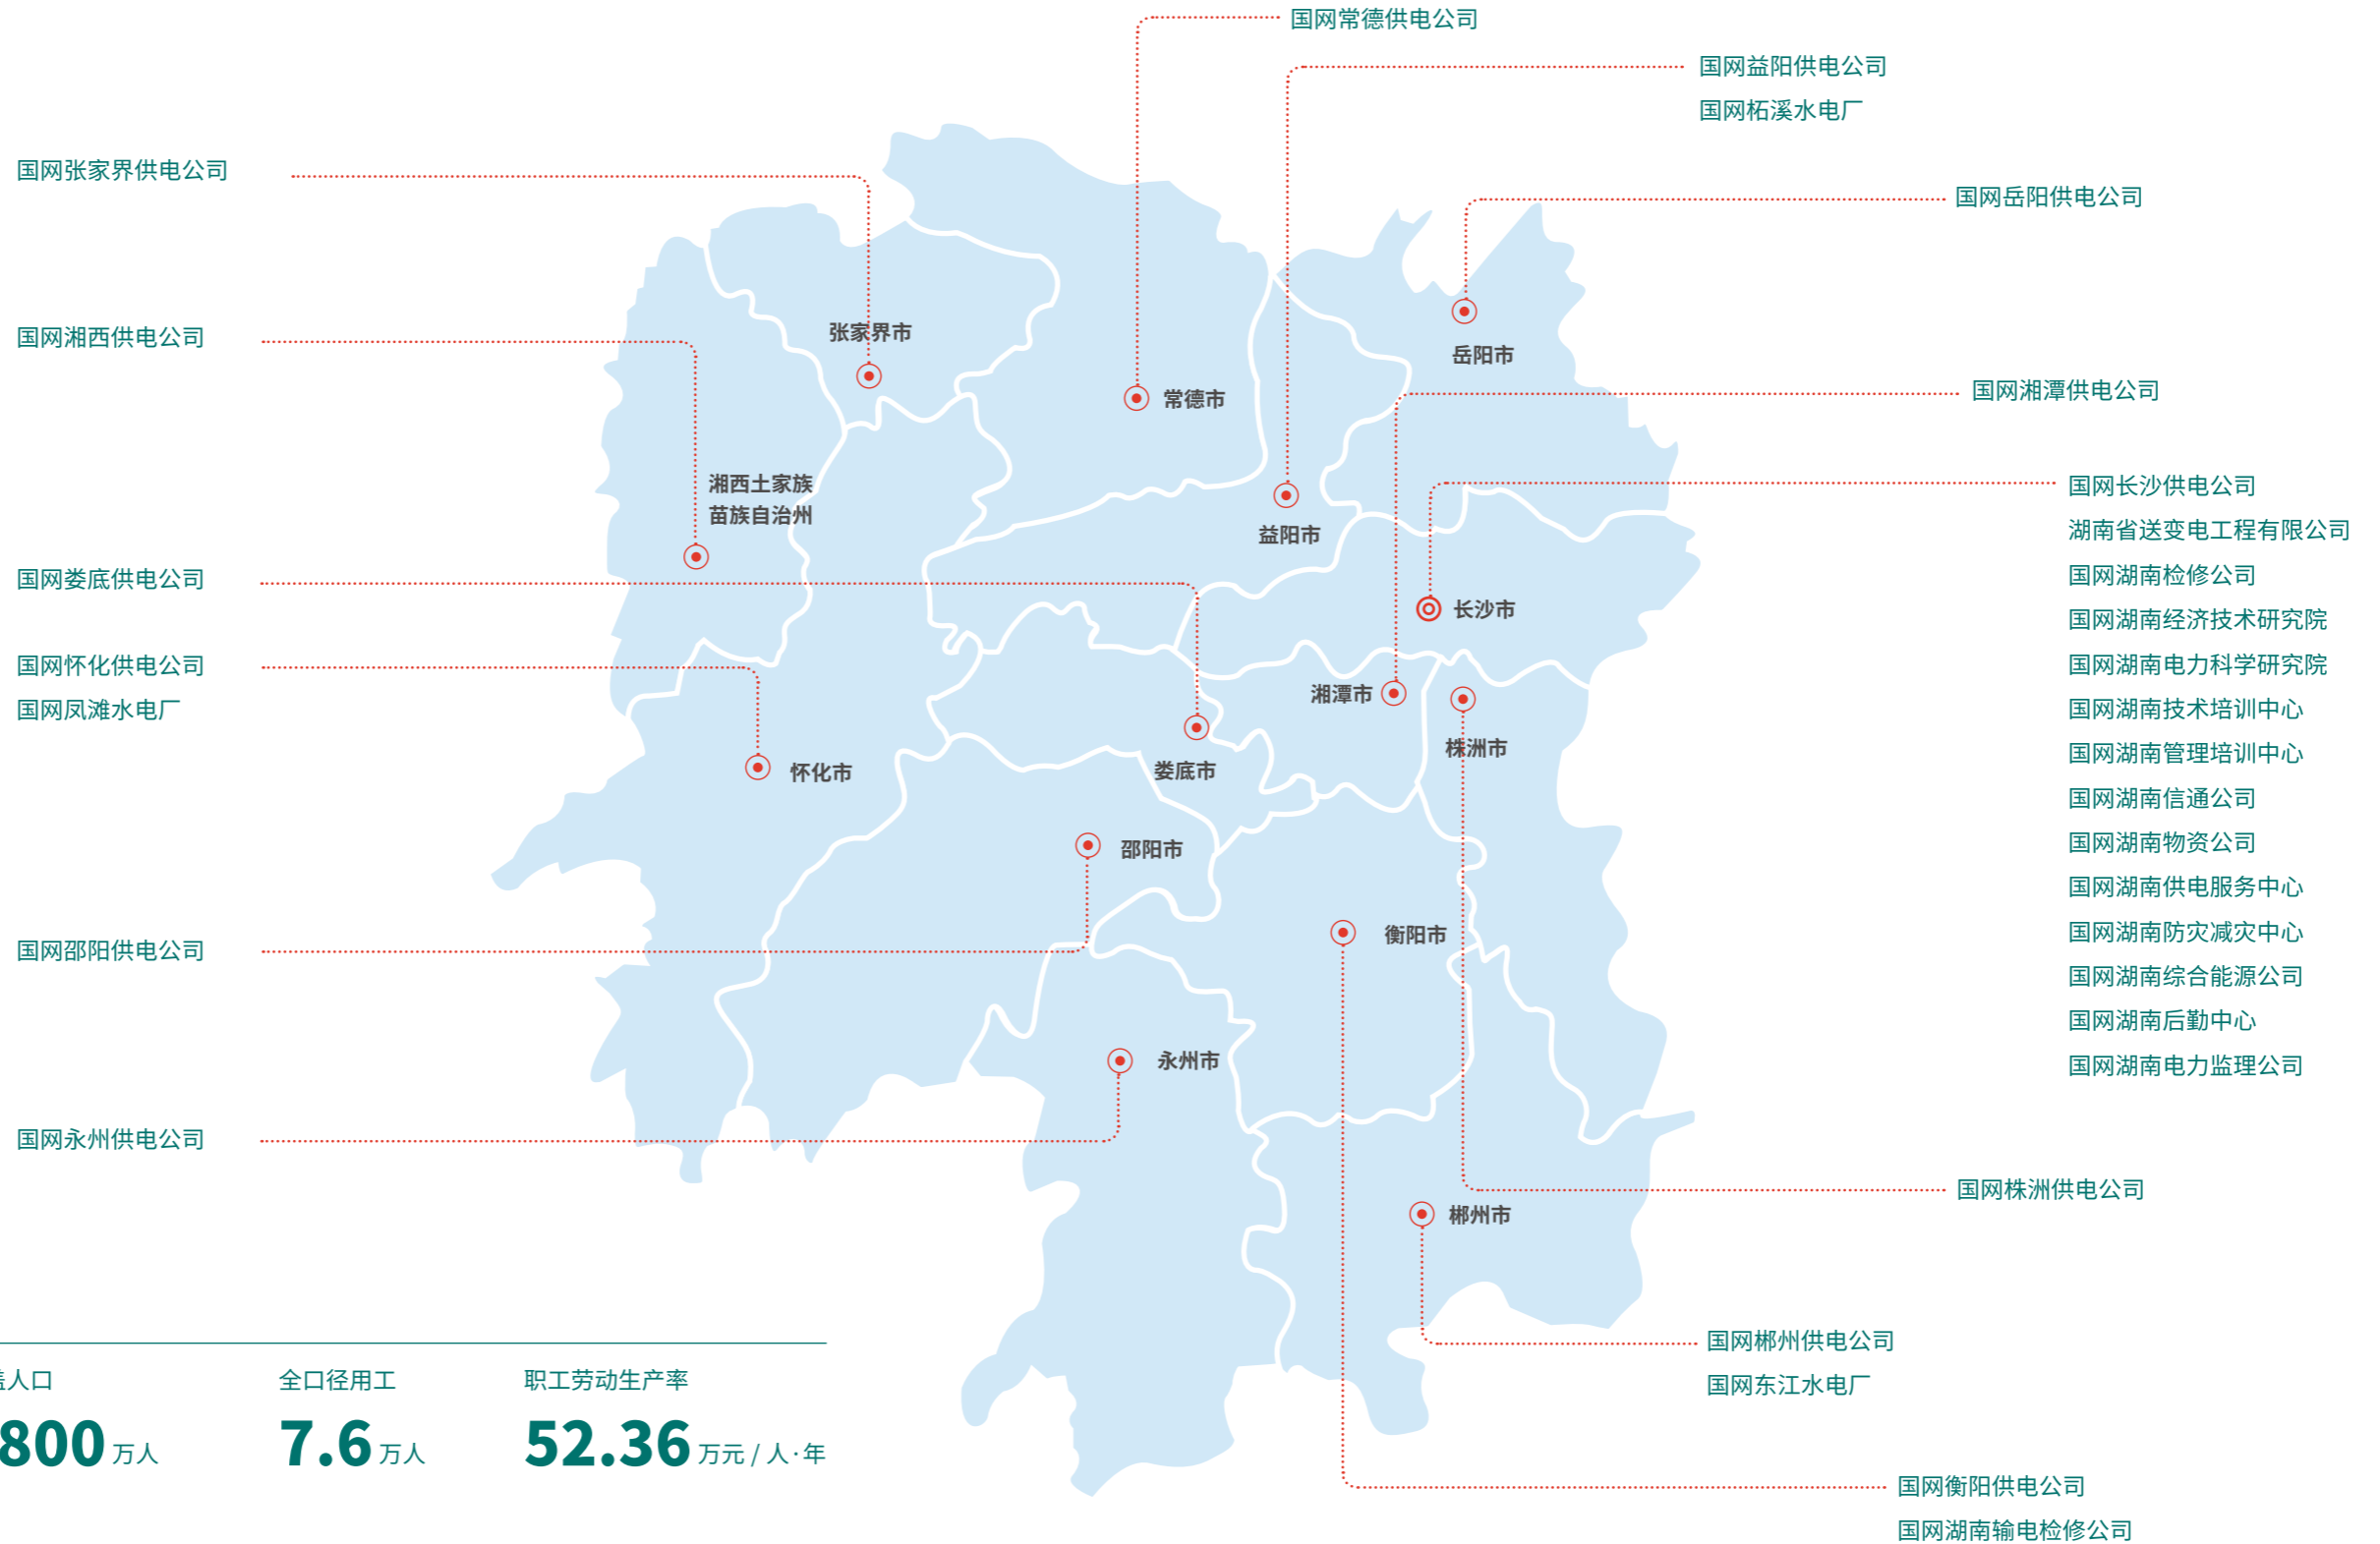 国网常德供电公司
国网益阳供电公司
国网柘溪水电厂
国网张家界供电公司
国网岳阳供电公司
国网湘西供电公司
张家界市
岳阳市
国网湘潭供电公司
常德市
湘西土家族
苗族自治州
益阳市
国网长沙供电公司
湖南省送变电工程有限公司
国网湖南检修公司
国网湖南经济技术研究院
国网湖南电力科学研究院
国网湖南技术培训中心
国网湖南管理培训中心
国网湖南信通公司
国网湖南物资公司
国网湖南供电服务中心
国网湖南防灾减灾中心
国网湖南综合能源公司
国网湖南后勤中心
国网湖南电力监理公司
国网娄底供电公司
长沙市
国网怀化供电公司
国网凤滩水电厂
湘潭市
株洲市
怀化市
娄底市
邵阳市
衡阳市
国网邵阳供电公司
永州市
国网永州供电公司
国网株洲供电公司
郴州市
国网郴州供电公司
国网东江水电厂
人口
800 万人
全口径用工
7.6 万人
职工劳动生产率
52.36 万元 / 人·年
国网衡阳供电公司
国网湖南输电检修公司